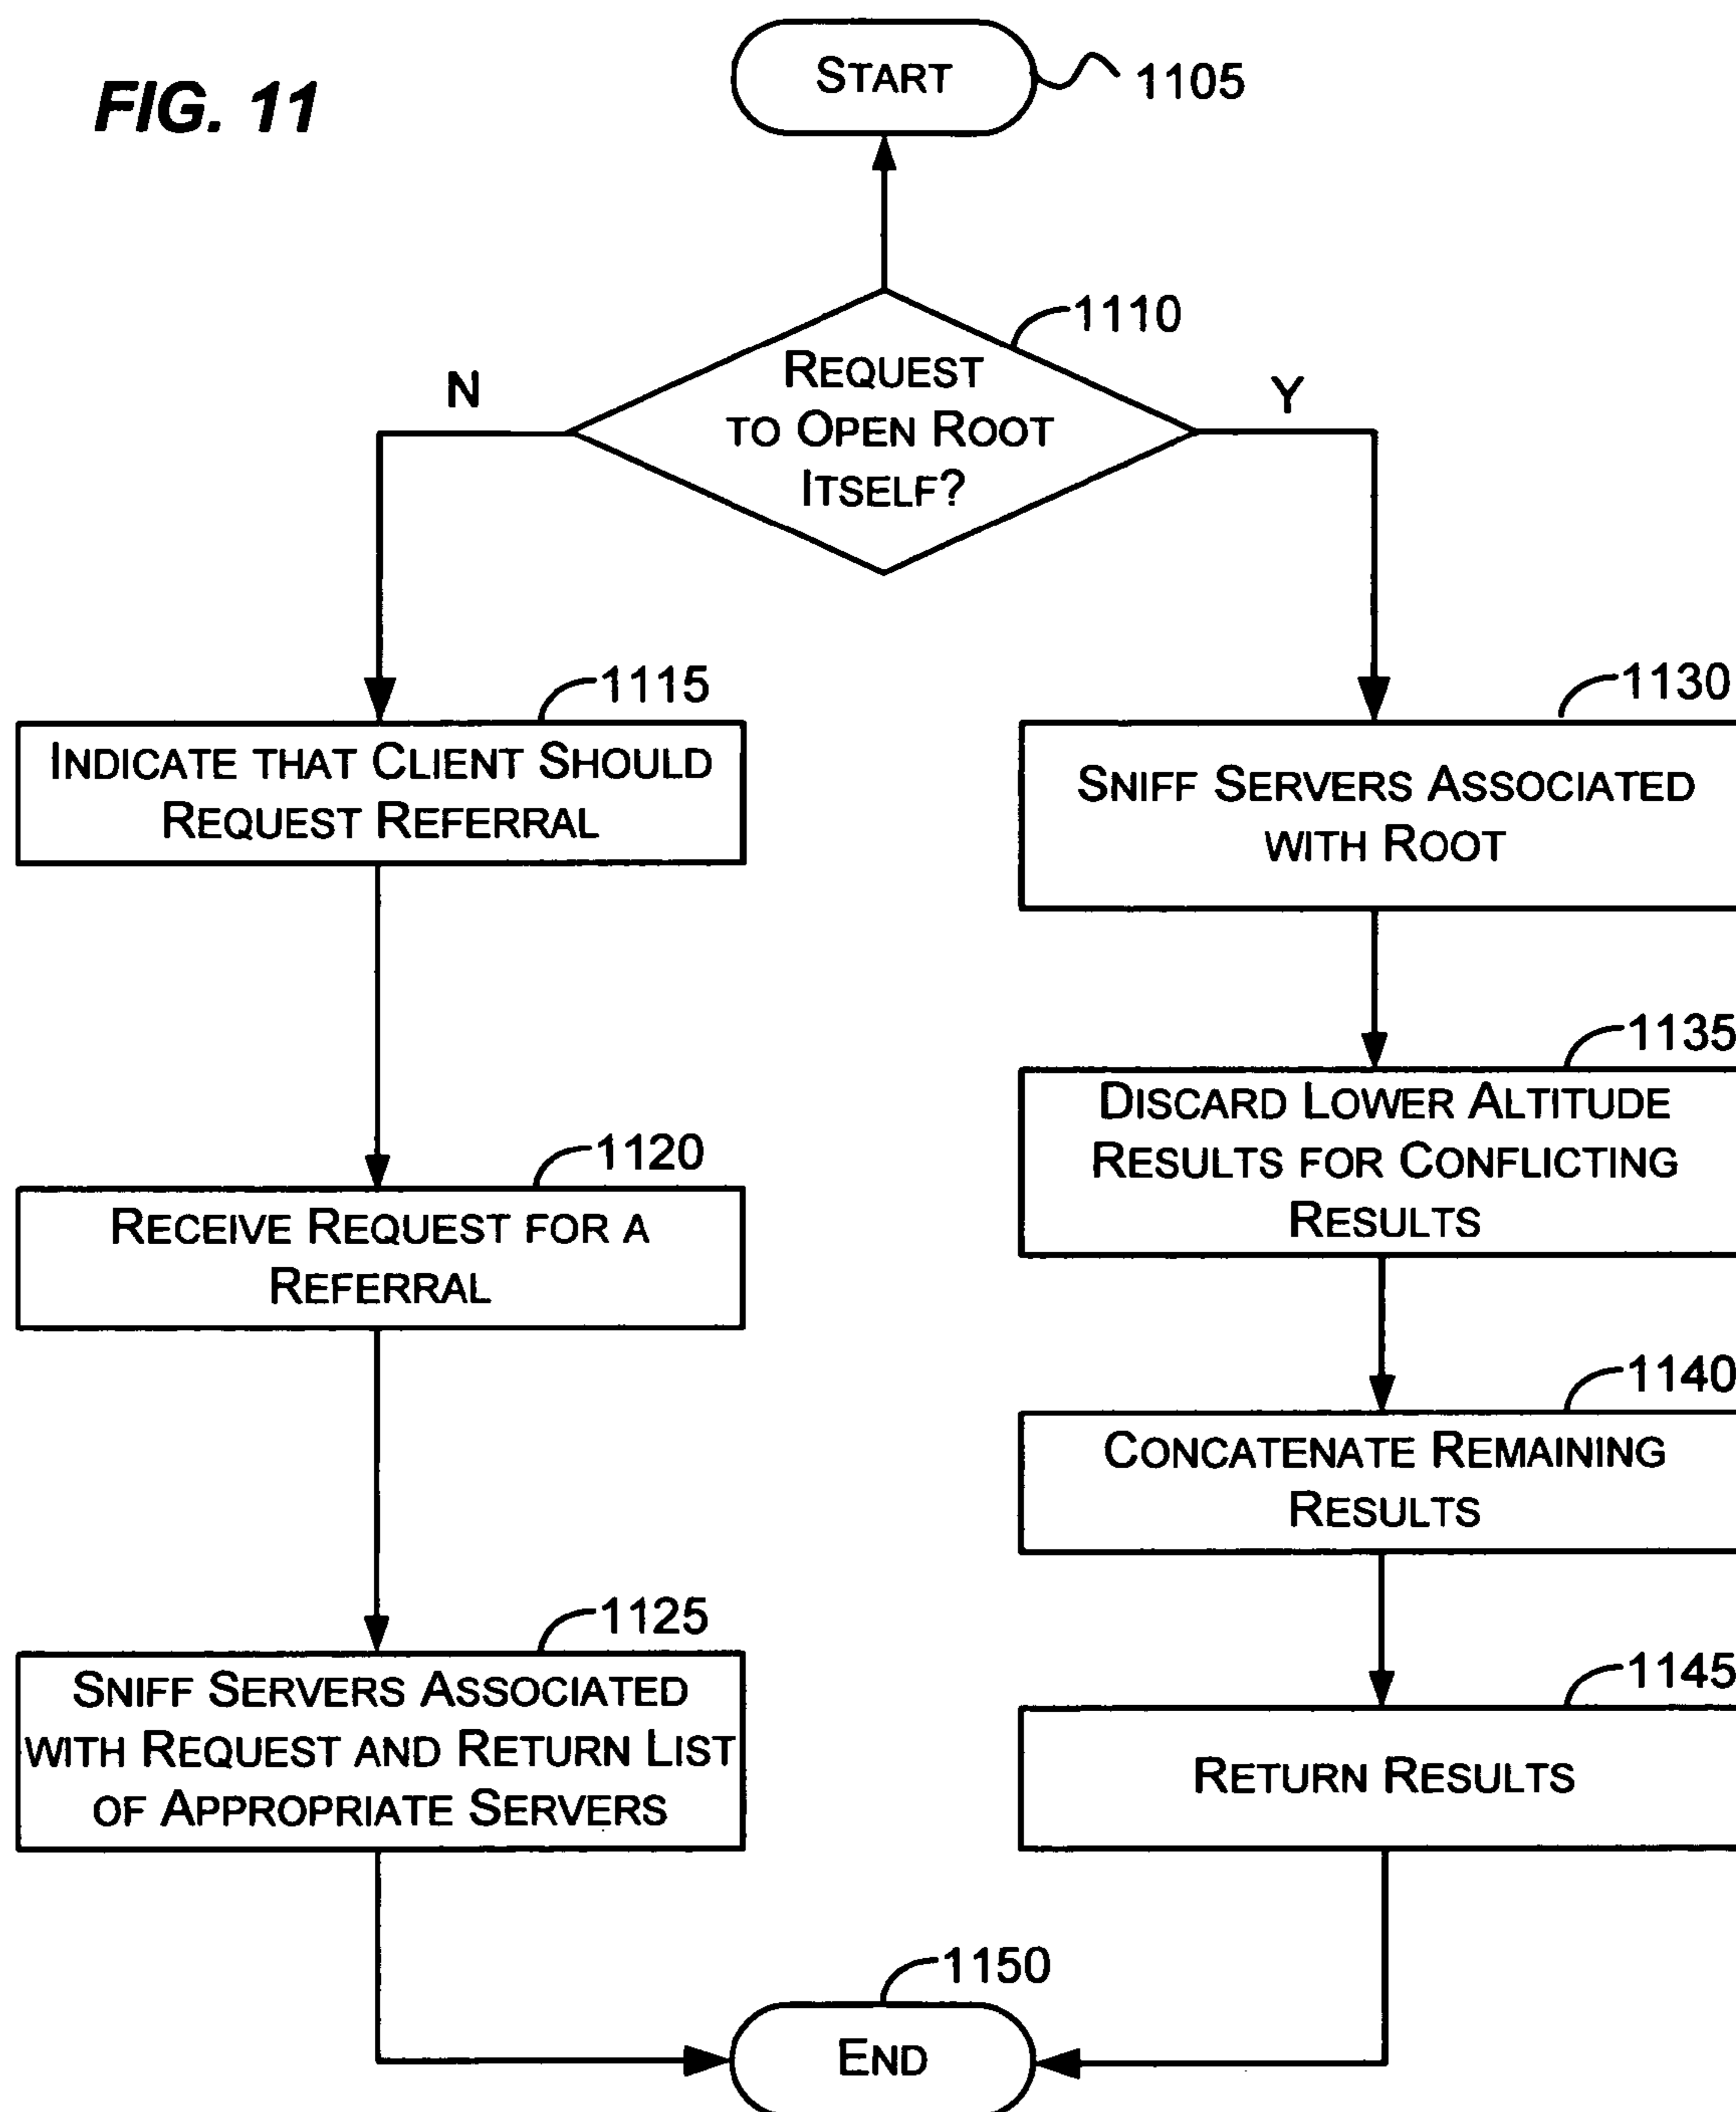 FIG. 11
START
1105
1110
REQUEST
TO OPEN ROOT
ITSELF?
N
Y
1115
INDICATE THAT CLIENT SHOULD
REQUEST REFERRAL
1130
SNIFF SERVERS ASSOCIATED
WITH ROOT
1135
DISCARD LOWER ALTITUDE
RESULTS FOR CONFLICTING
RESULTS
1120
RECEIVE REQUEST FOR A
REFERRAL
1140
CONCATENATE REMAINING
RESULTS
1125
SNIFF SERVERS ASSOCIATED
WITH REQUEST AND RETURN LIST
OF APPROPRIATE SERVERS
1145
RETURN RESULTS
1150
END